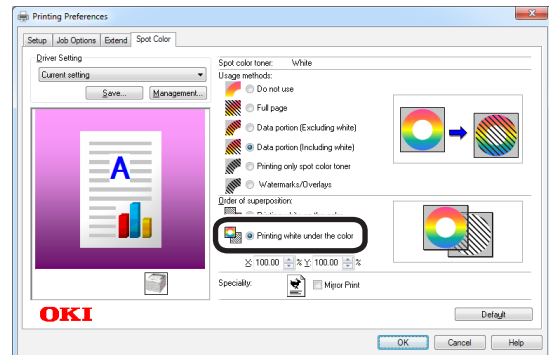 Printing Preferences
Setup Job Options Extend Spot Color
Driver Setting
Current setting
Save... Management...
A
OKI
Spot color toner: White
Usage methods:
Do not use
Full page
Data portion (Excluding white)
Data portion (Including white)
Printing only spot color toner
Watermarks/Overlays
Order of superposition:
Printing white under the color
X: 100.00 % Y: 100.00 %
Speciality: Mirror Print
Default
OK Cancel Help